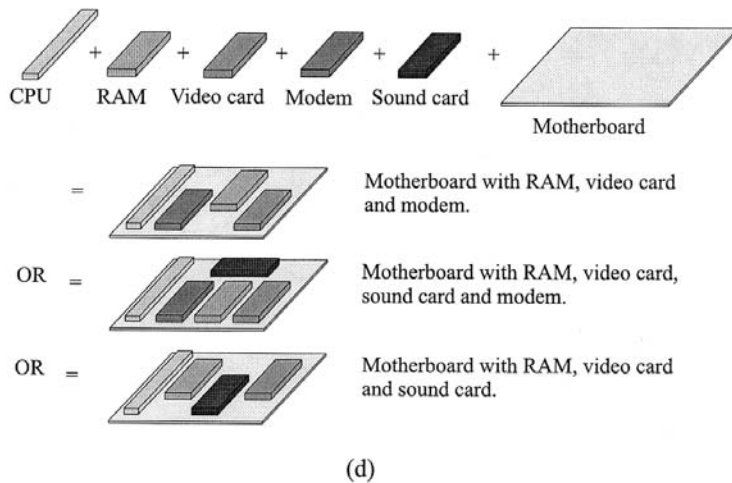 + + + + +
CPU RAM Video card Modem Sound card
Motherboard
= Motherboard with RAM, video card
and modem.
OR = Motherboard with RAM, video card,
sound card and modem.
OR = Motherboard with RAM, video card
and sound card.
(d)